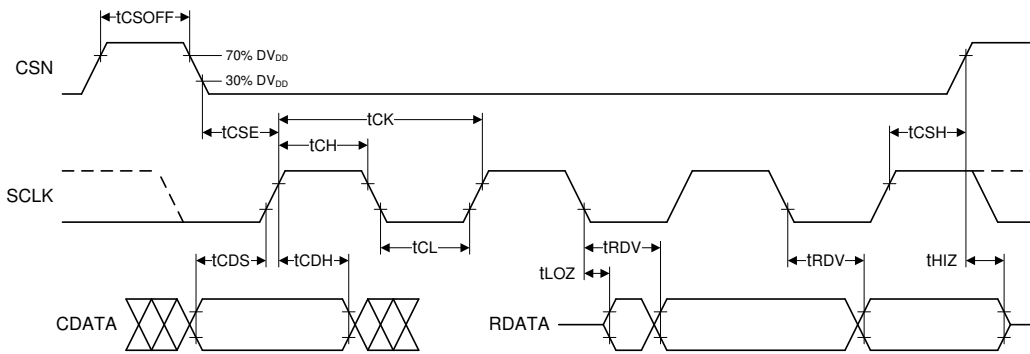 tCSOFF
CSN
70% DVDD
30% DVDD
tCSE
tCK
tCH
tCSH
SCLK
tCL
tCDS
tCDH
tRDV
tLOZ
tRDV
tHIZ
CDATA
RDATA